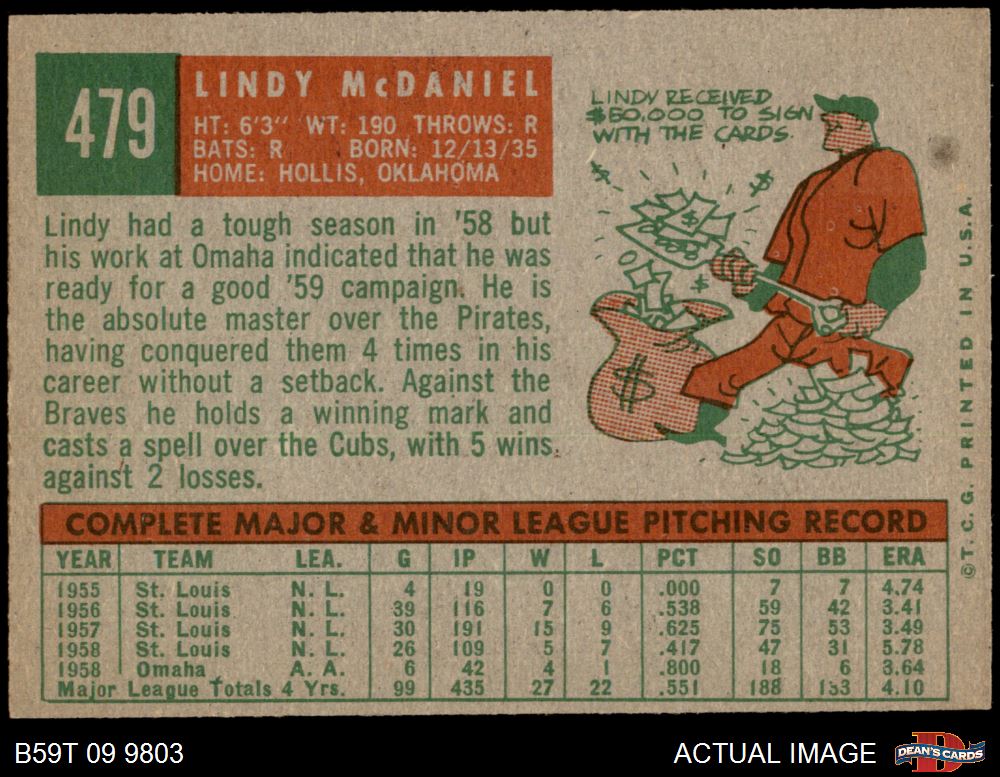 479
LINDY McDANIEL
HT: 6'3" WT: 190 THROWS: R
BATS: R BORN: 12/13/35
HOME: HOLLIS, OKLAHOMA
Lindy had a tough season in '58 but
his work at Omaha indicated that he was
ready for a good '59 campaign. He is
the absolute master over the Pirates,
having conquered them 4 times in his
career without a setback. Against the
Braves he holds a winning mark and
casts a spell over the Cubs, with 5 wins
against 2 losses.
LINDY RECEIVED
$50,000 TO SIGN
WITH THE CARDS.
©T.C.G. PRINTED IN U.S.A.
COMPLETE MAJOR & MINOR LEAGUE PITCHING RECORD
YEAR TEAM LEA. G IP W L PCT SO BB ERA
1955 St. Louis N. L. 4 19 0 0 .000 7 7 4.74
1956 St. Louis N. L. 39 116 7 6 .538 59 42 3.41
1957 St. Louis N. L. 30 191 15 9 .625 75 53 3.49
1958 St. Louis N. L. 26 109 5 7 .417 47 31 5.78
1958 Omaha A. A. 6 42 4 1 .800 18 6 3.64
Major League Totals 4 Yrs. 99 435 27 22 .551 188 133 4.10
B59T 09 9803
ACTUAL IMAGE
DEAN'S CARDS